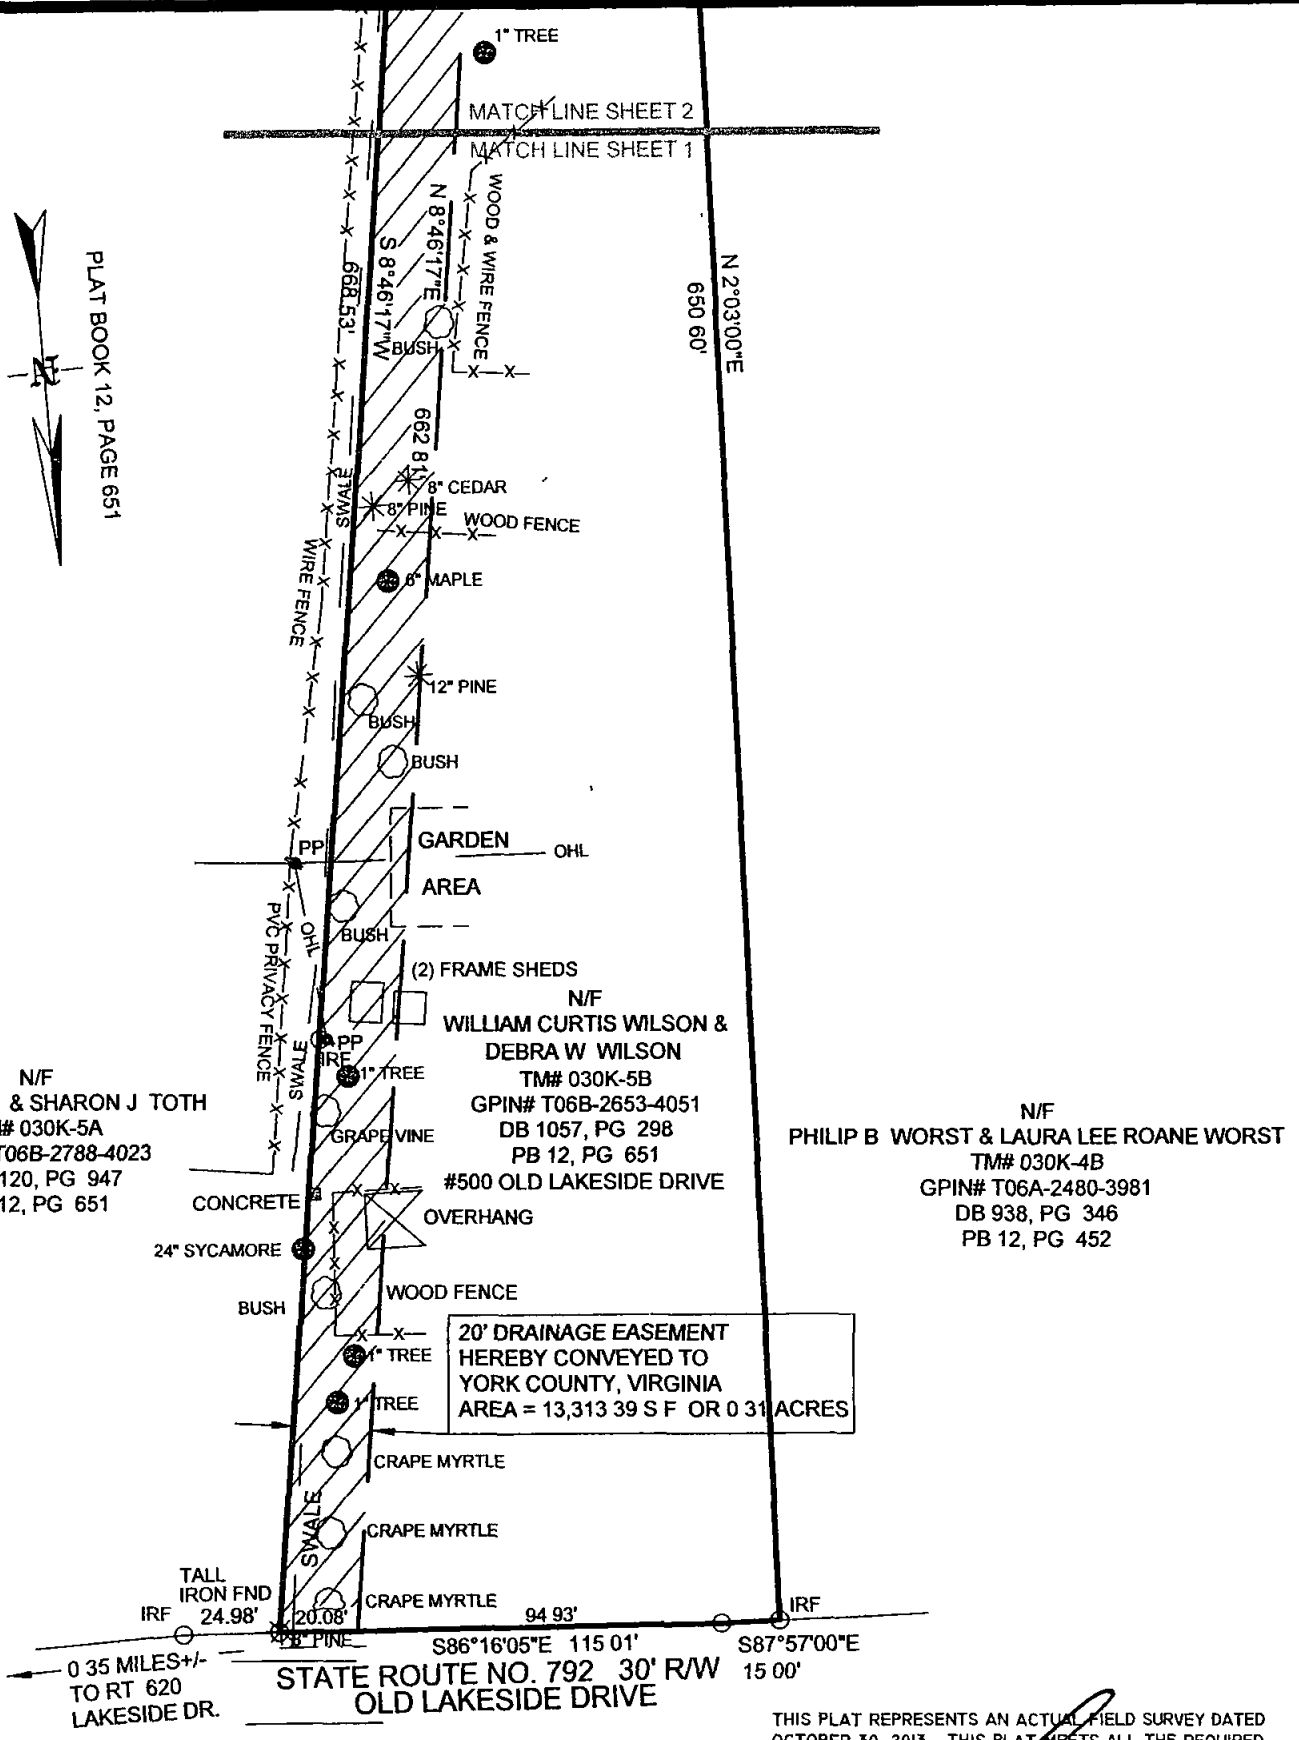 1" TREE
MATCH LINE SHEET 2
MATCH LINE SHEET 1
PLAT BOOK 12, PAGE 651
N 8°46'17"E
S 8°46'17"W
668 53'
662 81'
WOOD & WIRE FENCE
N 2°03'00"E
650 60'
BUSH
8" CEDAR
8" PINE
WOOD FENCE
SWALE
WIRE FENCE
6" MAPLE
12" PINE
BUSH
BUSH
PP
GARDEN
AREA
OHL
OHL
BUSH
PVC PRIVACY FENCE
(2) FRAME SHEDS
PP
IRF
SWALE
1" TREE
GRAPE VINE
N/F
WILLIAM CURTIS WILSON &
DEBRA W WILSON
TM# 030K-5B
GPIN# T06B-2653-4051
DB 1057, PG 298
PB 12, PG 651
#500 OLD LAKESIDE DRIVE
N/F
& SHARON J TOTH
# 030K-5A
T06B-2788-4023
120, PG 947
12, PG 651
N/F
PHILIP B WORST & LAURA LEE ROANE WORST
TM# 030K-4B
GPIN# T06A-2480-3981
DB 938, PG 346
PB 12, PG 452
CONCRETE
OVERHANG
24" SYCAMORE
BUSH
WOOD FENCE
1" TREE
1" TREE
20' DRAINAGE EASEMENT
HEREBY CONVEYED TO
YORK COUNTY, VIRGINIA
AREA = 13,313 39 S F OR 0 31 ACRES
CRAPE MYRTLE
CRAPE MYRTLE
CRAPE MYRTLE
SWALE
TALL
IRON FND
IRF
24.98'
20.08'
94 93'
IRF
PINE
S86°16'05"E 115 01'
S87°57'00"E
15 00'
0 35 MILES+/-
TO RT 620
LAKESIDE DR.
STATE ROUTE NO. 792 30' R/W
OLD LAKESIDE DRIVE
THIS PLAT REPRESENTS AN ACTUAL FIELD SURVEY DATED
OCTOBER 30, 2013 THIS PLAT MEETS ALL THE REQUIRED